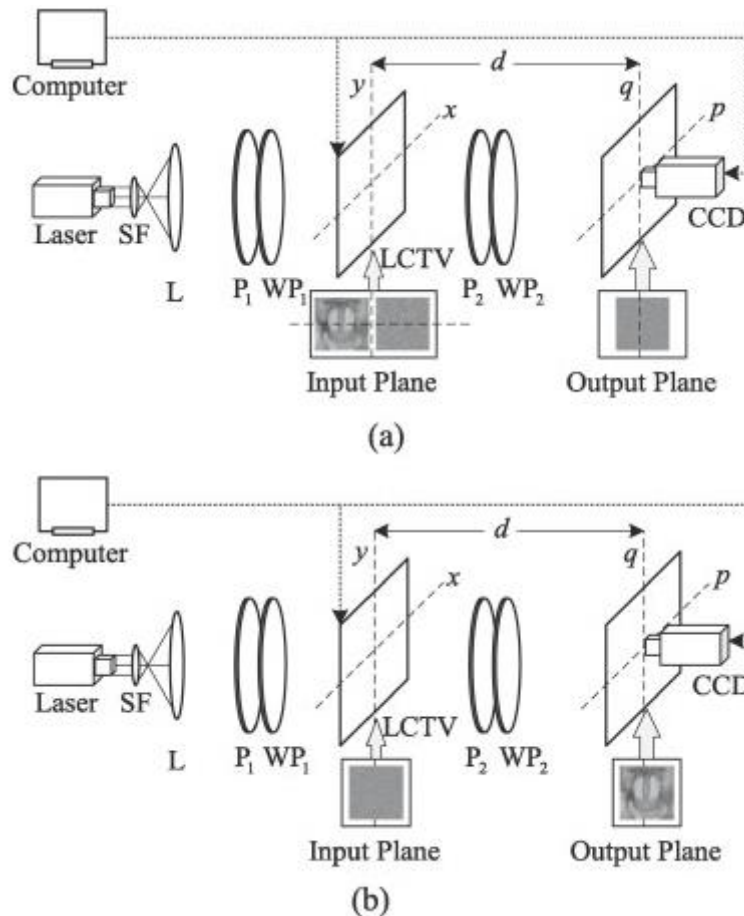 Computer
d
y
q
x
p
Laser
SF
CCD
LCTV
L
P₁ WP₁
P₂ WP₂
Input Plane
Output Plane
(a)
Computer
d
y
q
x
p
Laser
SF
CCD
LCTV
L
P₁ WP₁
P₂ WP₂
Input Plane
Output Plane
(b)